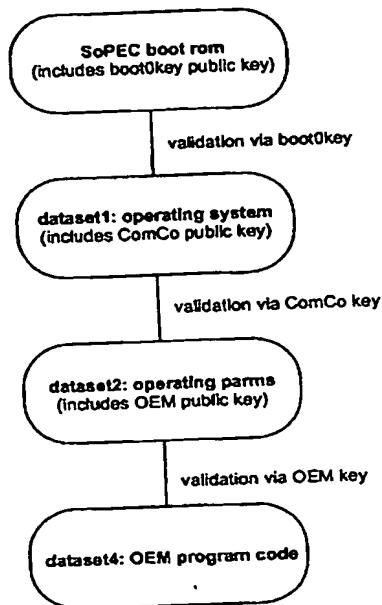 SoPEC boot rom
(includes boot0key public key)
validation via boot0key
dataset1: operating system
(includes ComCo public key)
validation via ComCo key
dataset2: operating parms
(includes OEM public key)
validation via OEM key
dataset4: OEM program code